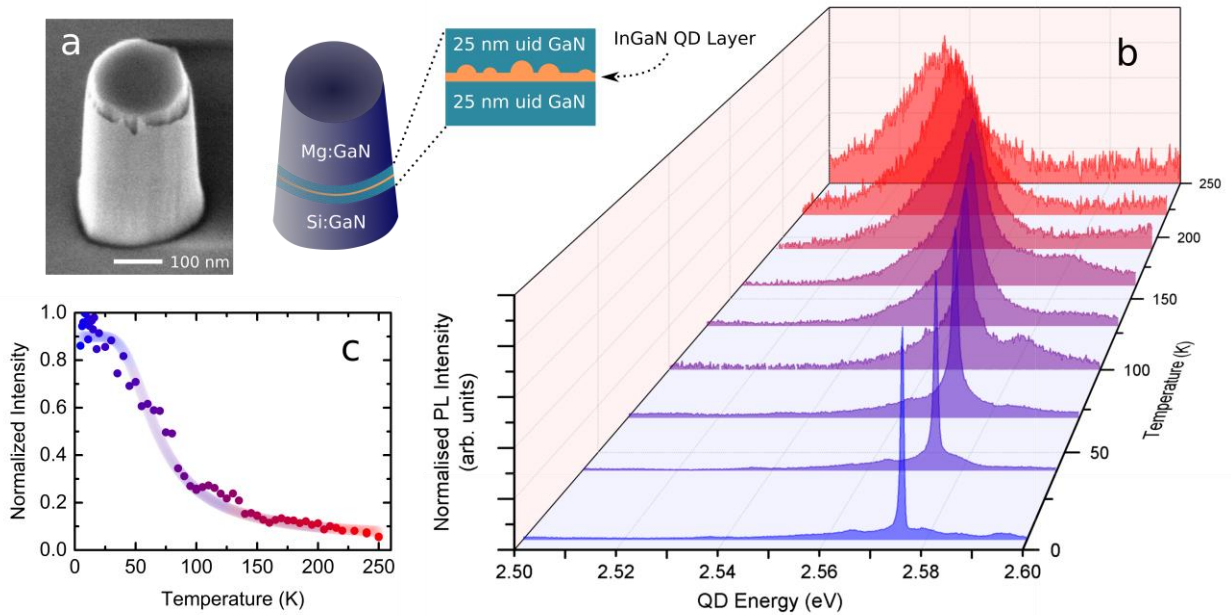 a
100 nm
Mg:GaN
Si:GaN
25 nm uid GaN
25 nm uid GaN
InGaN QD Layer
b
Normalised PL Intensity
(arb. units)
2.50
2.52
2.54
2.56
2.58
2.60
QD Energy (eV)
0
50
100
150
200
250
Temperature (K)
c
Normalized Intensity
1.0
0.8
0.6
0.4
0.2
0.0
0
50
100
150
200
250
Temperature (K)